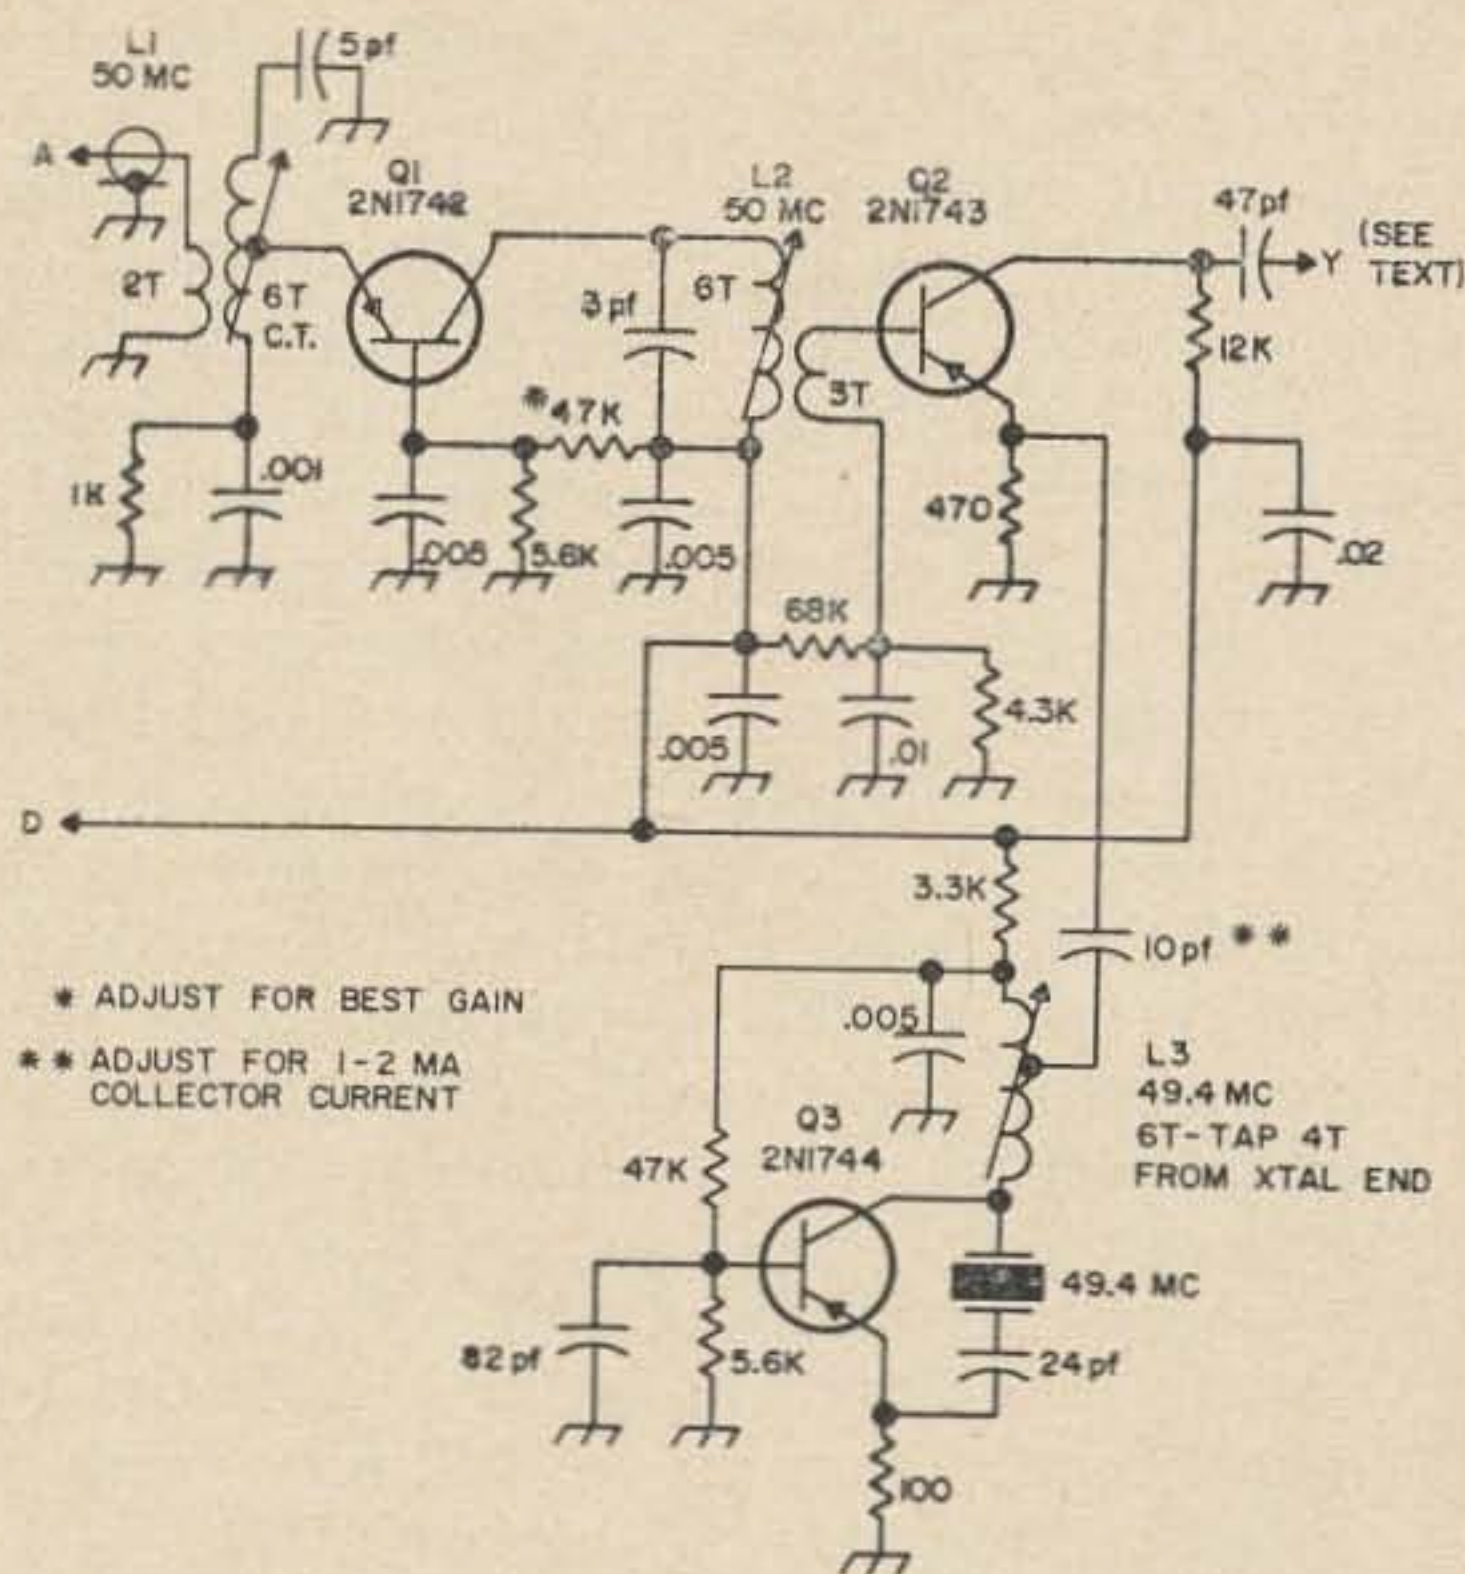 L1
50 MC
5pf
A
Q1
2N1742
L2
50 MC
Q2
2N1743
47pf
Y
(SEE
TEXT)
2T
6T
C.T.
3pf
6T
3T
12K
*47K
1K
.001
.005
5.6K
.005
470
.02
68K
.005
.01
4.3K
D
3.3K
10pf **
* ADJUST FOR BEST GAIN
** ADJUST FOR 1-2 MA
COLLECTOR CURRENT
.005
L3
49.4 MC
6T-TAP 4T
FROM XTAL END
Q3
2N1744
47K
49.4 MC
82pf
5.6K
24pf
100